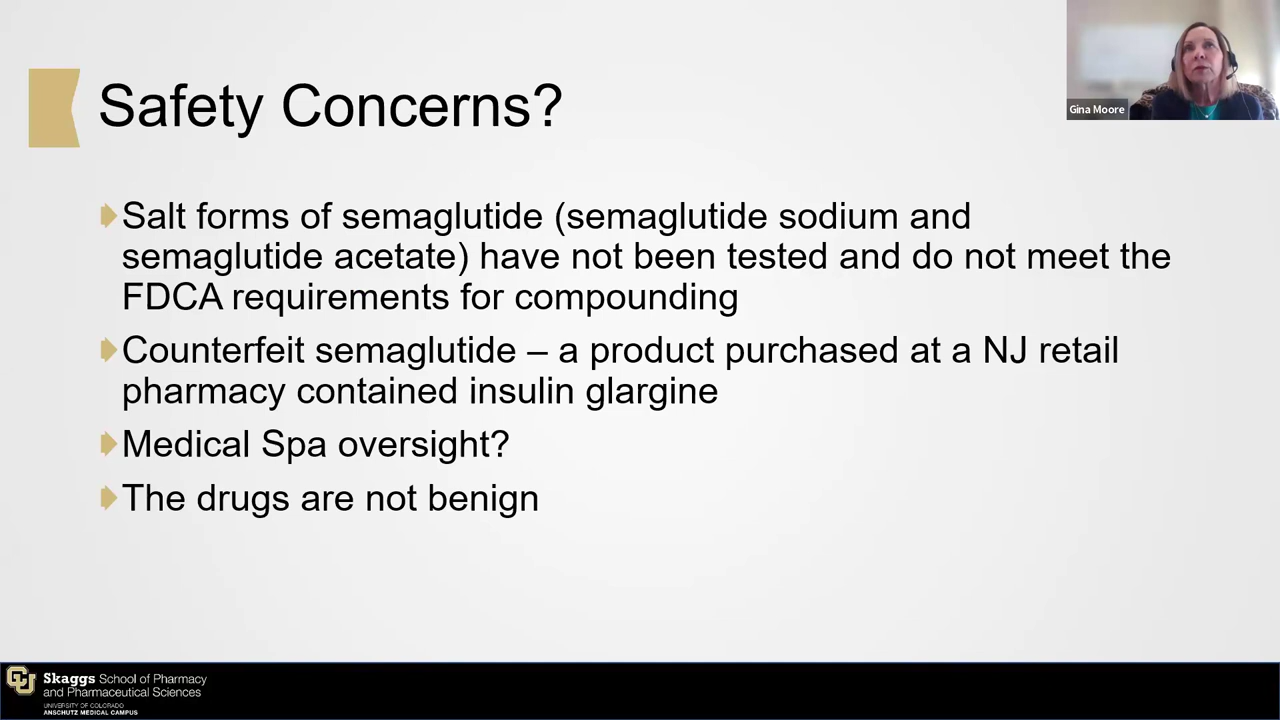 Safety Concerns?
Gina Moore
Salt forms of semaglutide (semaglutide sodium and
semaglutide acetate) have not been tested and do not meet the
FDCA requirements for compounding
Counterfeit semaglutide – a product purchased at a NJ retail
pharmacy contained insulin glargine
Medical Spa oversight?
The drugs are not benign
CU
Skaggs School of Pharmacy
and Pharmaceutical Sciences
UNIVERSITY OF COLORADO
ANSCHUTZ MEDICAL CAMPUS